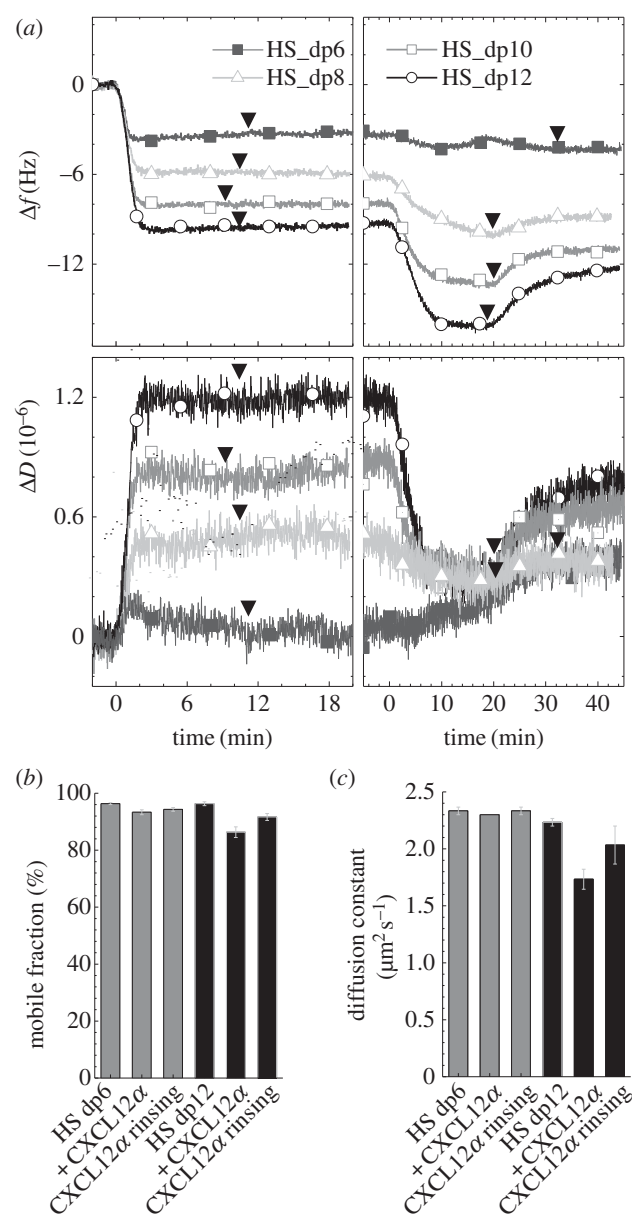 (a)
HS_dp6 HS_dp10
HS_dp8 HS_dp12
0
−6
−12
Δf (Hz)
1.2
0.6
0
ΔD (10⁻⁶)
0 6 12 18 0 10 20 30 40
time (min) time (min)
(b) (c)
100
80
60
40
20
0
mobile fraction (%)
HS dp6
+ CXCL12α
CXCL12α rinsing
HS dp12
+ CXCL12α
CXCL12α rinsing
2.5
2.0
1.5
1.0
0.5
0
diffusion constant
(μm² s⁻¹)
HS dp6
+ CXCL12α
CXCL12α rinsing
HS dp12
+ CXCL12α
CXCL12α rinsing